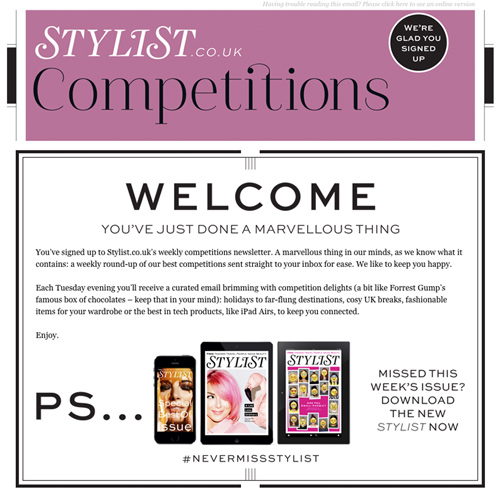 Having trouble reading this email? Please click here to see an online version
STYLIST.CO.UK
WE'RE
GLAD YOU
SIGNED
UP
Competitions
WELCOME
YOU'VE JUST DONE A MARVELLOUS THING
You've signed up to Stylist.co.uk's weekly competitions newsletter. A marvellous thing in our minds, as we know what it
contains: a weekly round-up of our best competitions sent straight to your inbox for ease. We like to keep you happy.
Each Tuesday evening you'll receive a curated email brimming with competition delights (a bit like Forrest Gump's
famous box of chocolates – keep that in your mind): holidays to far-flung destinations, cosy UK breaks, fashionable
items for your wardrobe or the best in tech products, like iPad Airs, to keep you connected.
Enjoy.
PS...
STYLIST
Special
Best Of
Issue
STYLIST
STYLIST
MISSED THIS
WEEK'S ISSUE?
DOWNLOAD
THE NEW
STYLIST NOW
#NEVERMISSSTYLIST